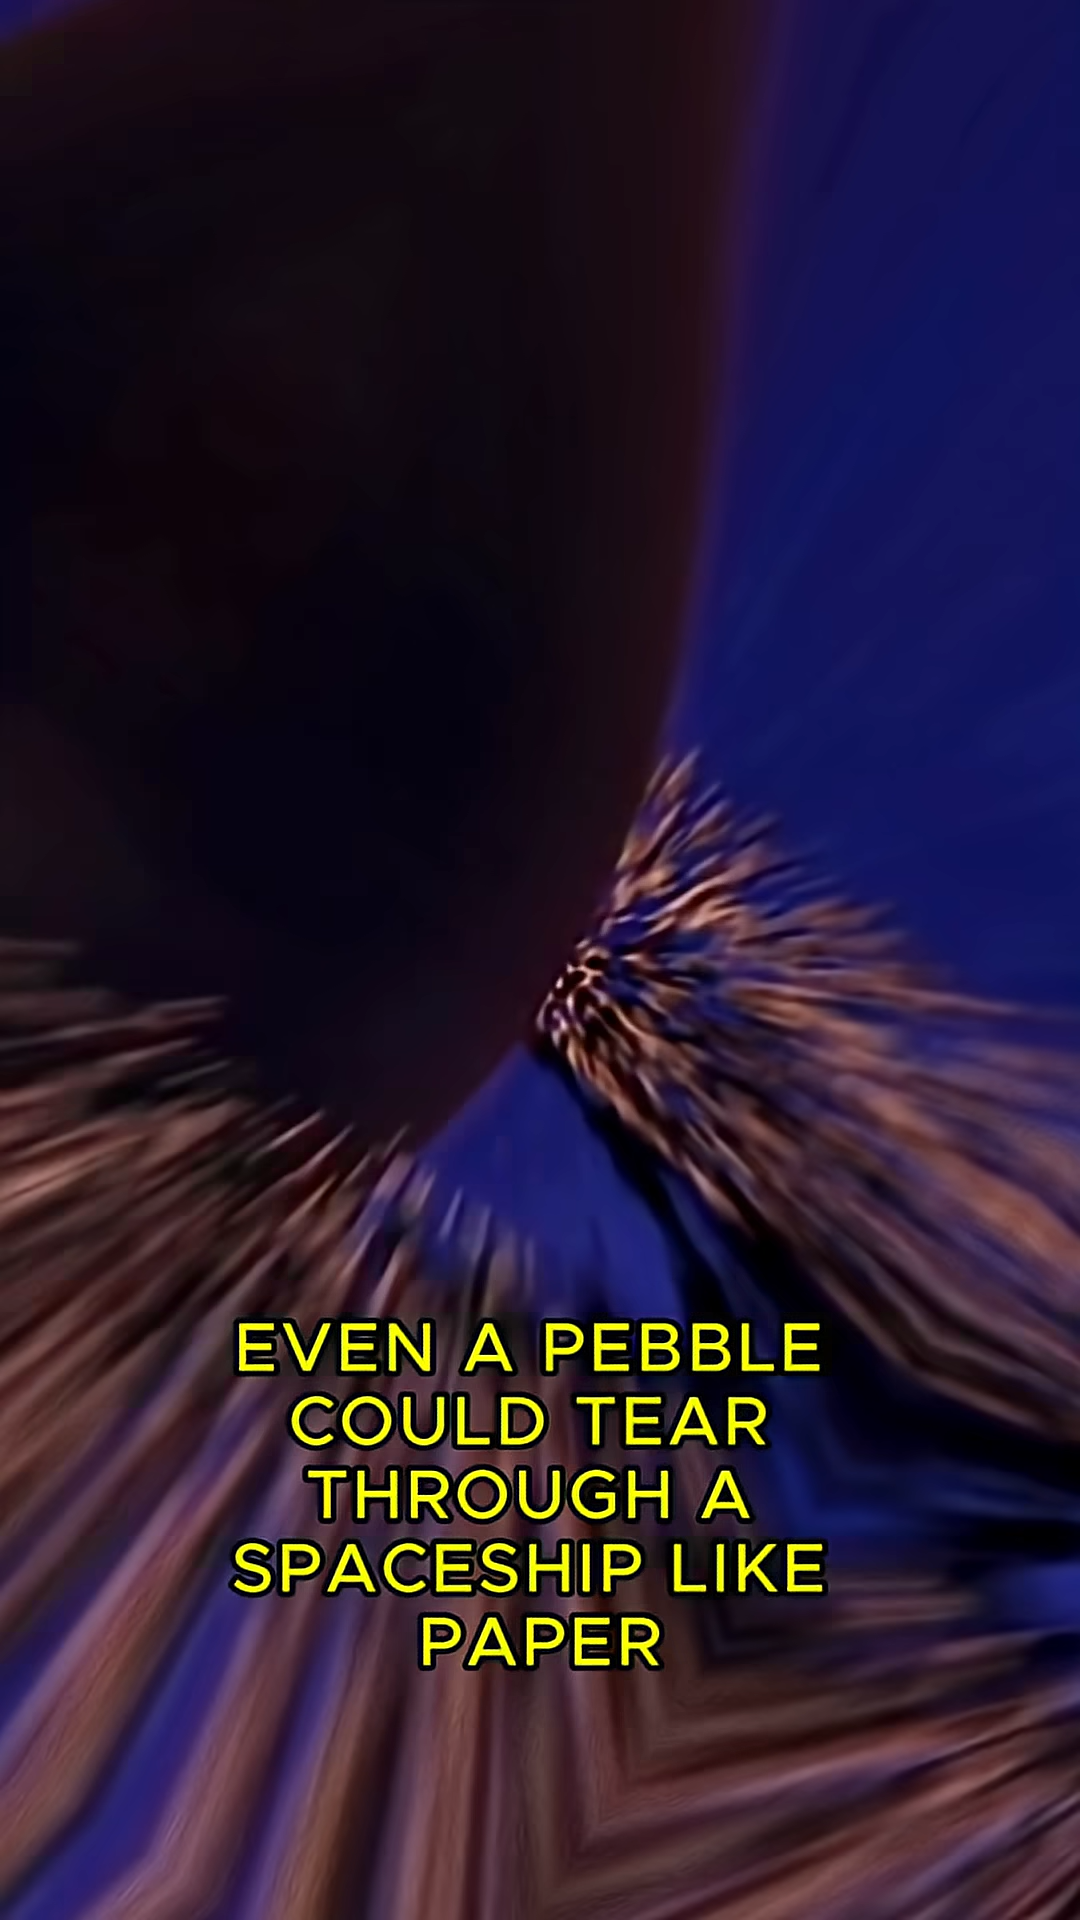 EVEN A PEBBLE
COULD TEAR
THROUGH A
SPACESHIP LIKE
PAPER